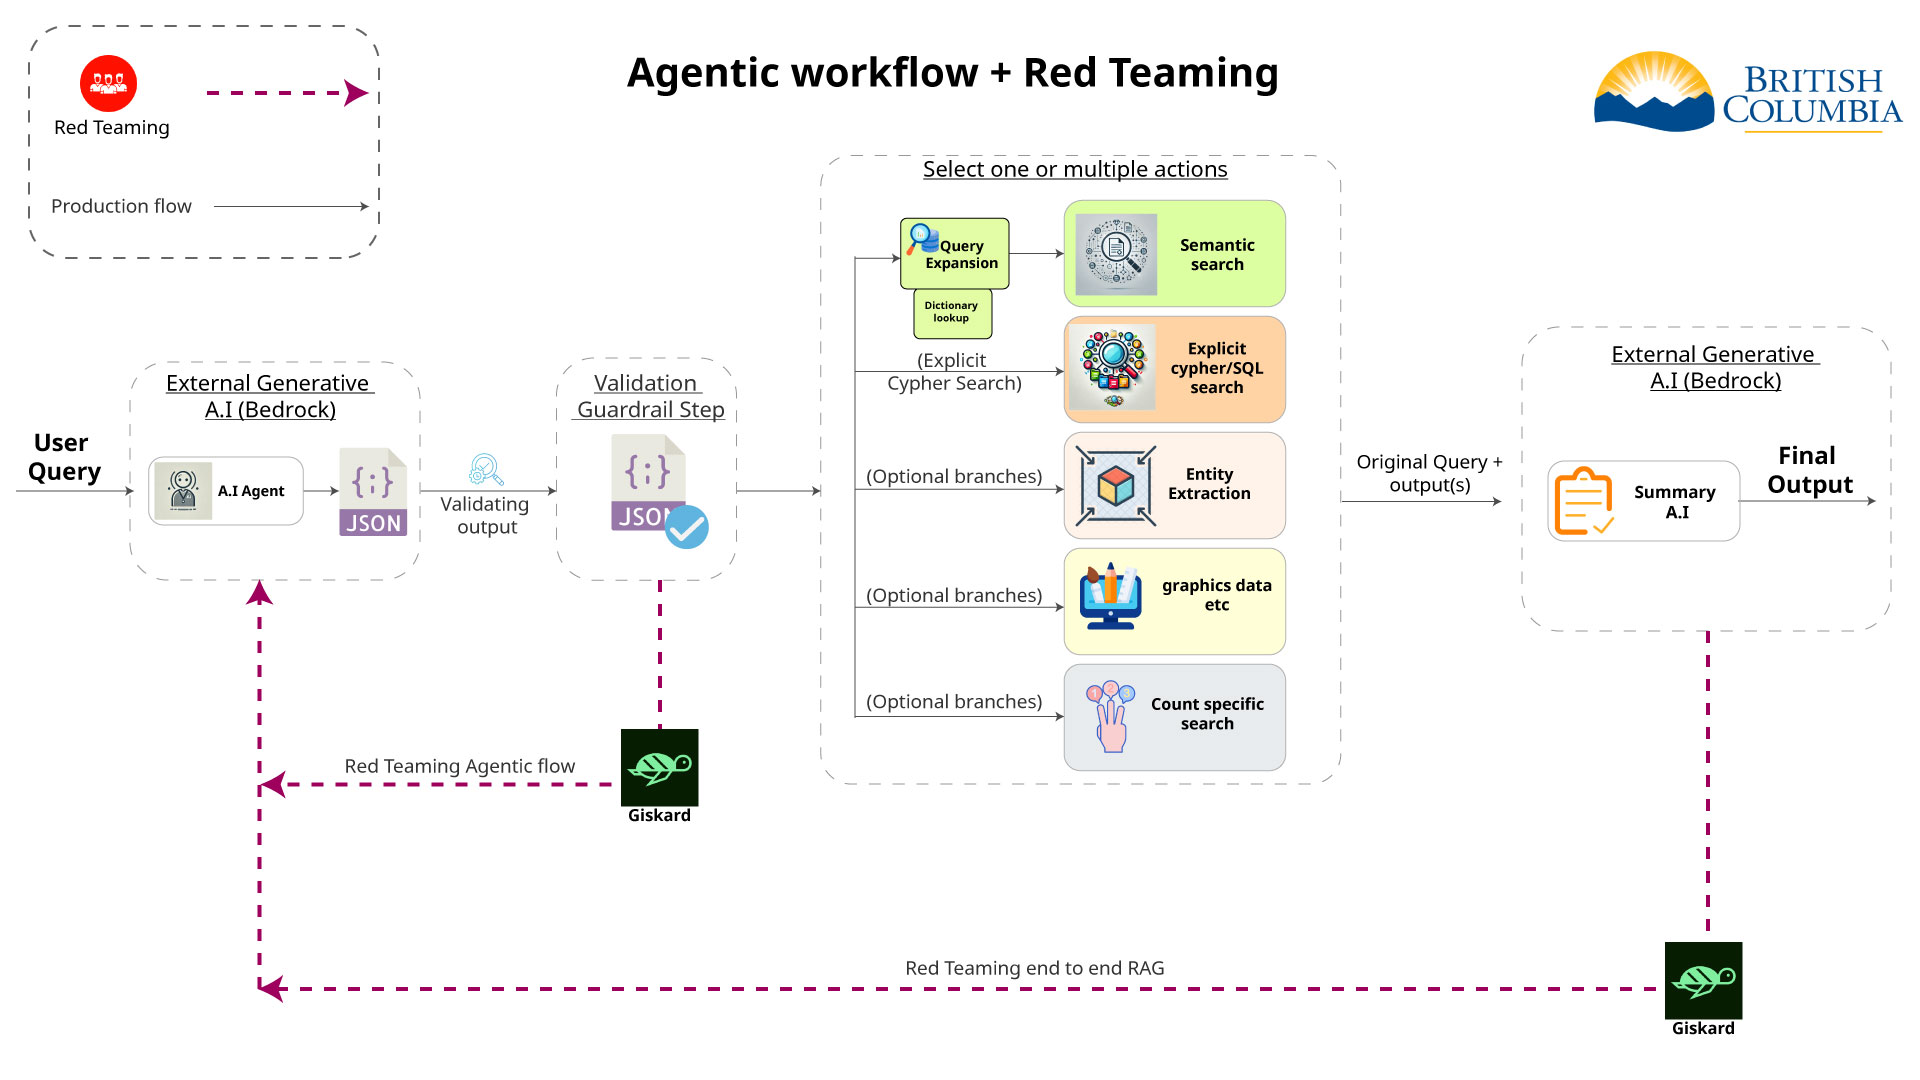 Agentic workflow + Red Teaming
BRITISH
COLUMBIA
Red Teaming
Production flow
User
Query
External Generative
A.I (Bedrock)
A.I Agent
{;}
JSON
Validating
output
Validation
Guardrail Step
{;}
JSON
Select one or multiple actions
Query
Expansion
Dictionary
lookup
Semantic
search
(Explicit
Cypher Search)
Explicit
cypher/SQL
search
(Optional branches)
Entity
Extraction
(Optional branches)
graphics data
etc
(Optional branches)
1 2 3
Count specific
search
Original Query +
output(s)
External Generative
A.I (Bedrock)
Summary
A.I
Final
Output
Red Teaming Agentic flow
Giskard
Red Teaming end to end RAG
Giskard